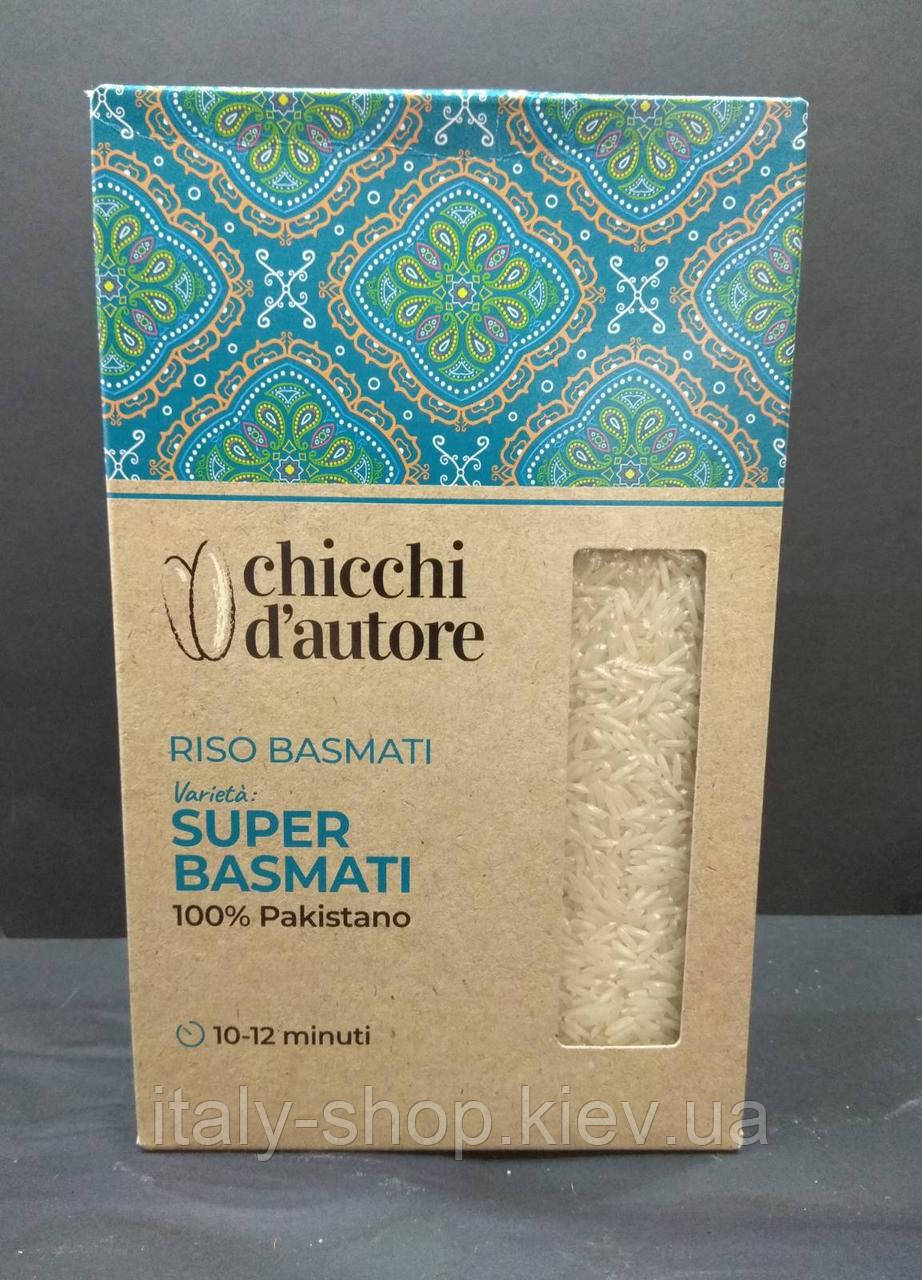 chicchi
d'autore
RISO BASMATI
Varietà:
SUPER
BASMATI
100% Pakistano
10-12 minuti
italy-shop.kiev.ua